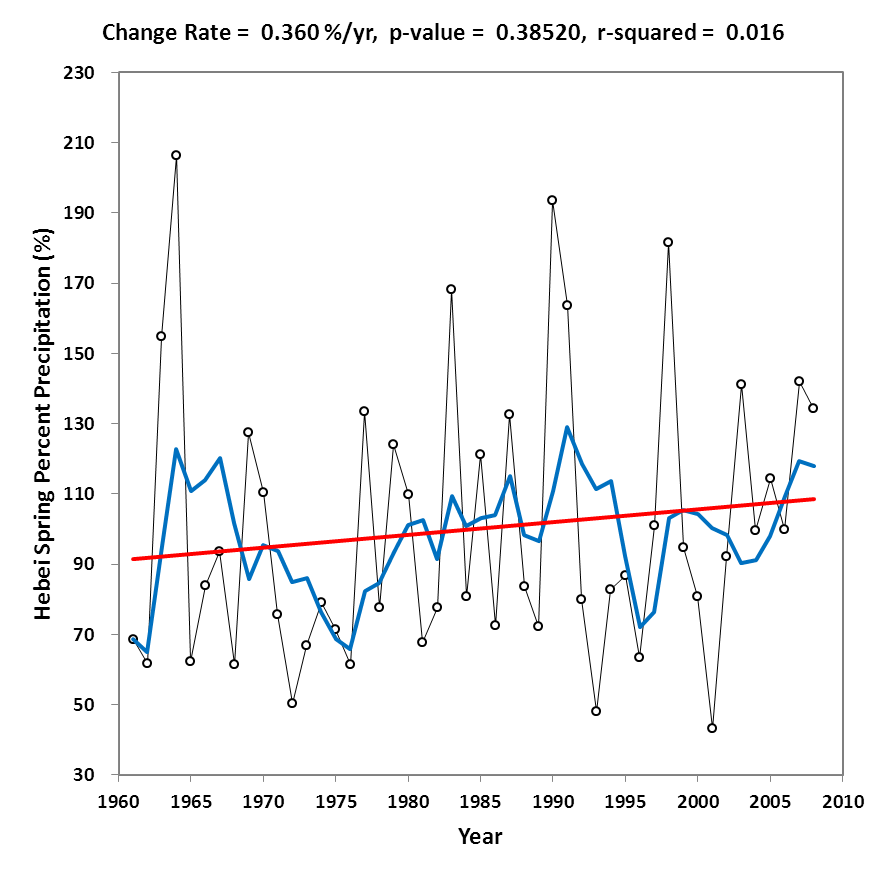 Change Rate = 0.360 %/yr, p-value = 0.38520, r-squared = 0.016
230
210
190
170
150
130
110
90
70
50
30
Hebei Spring Percent Precipitation (%)
1960 1965 1970 1975 1980 1985 1990 1995 2000 2005 2010
Year